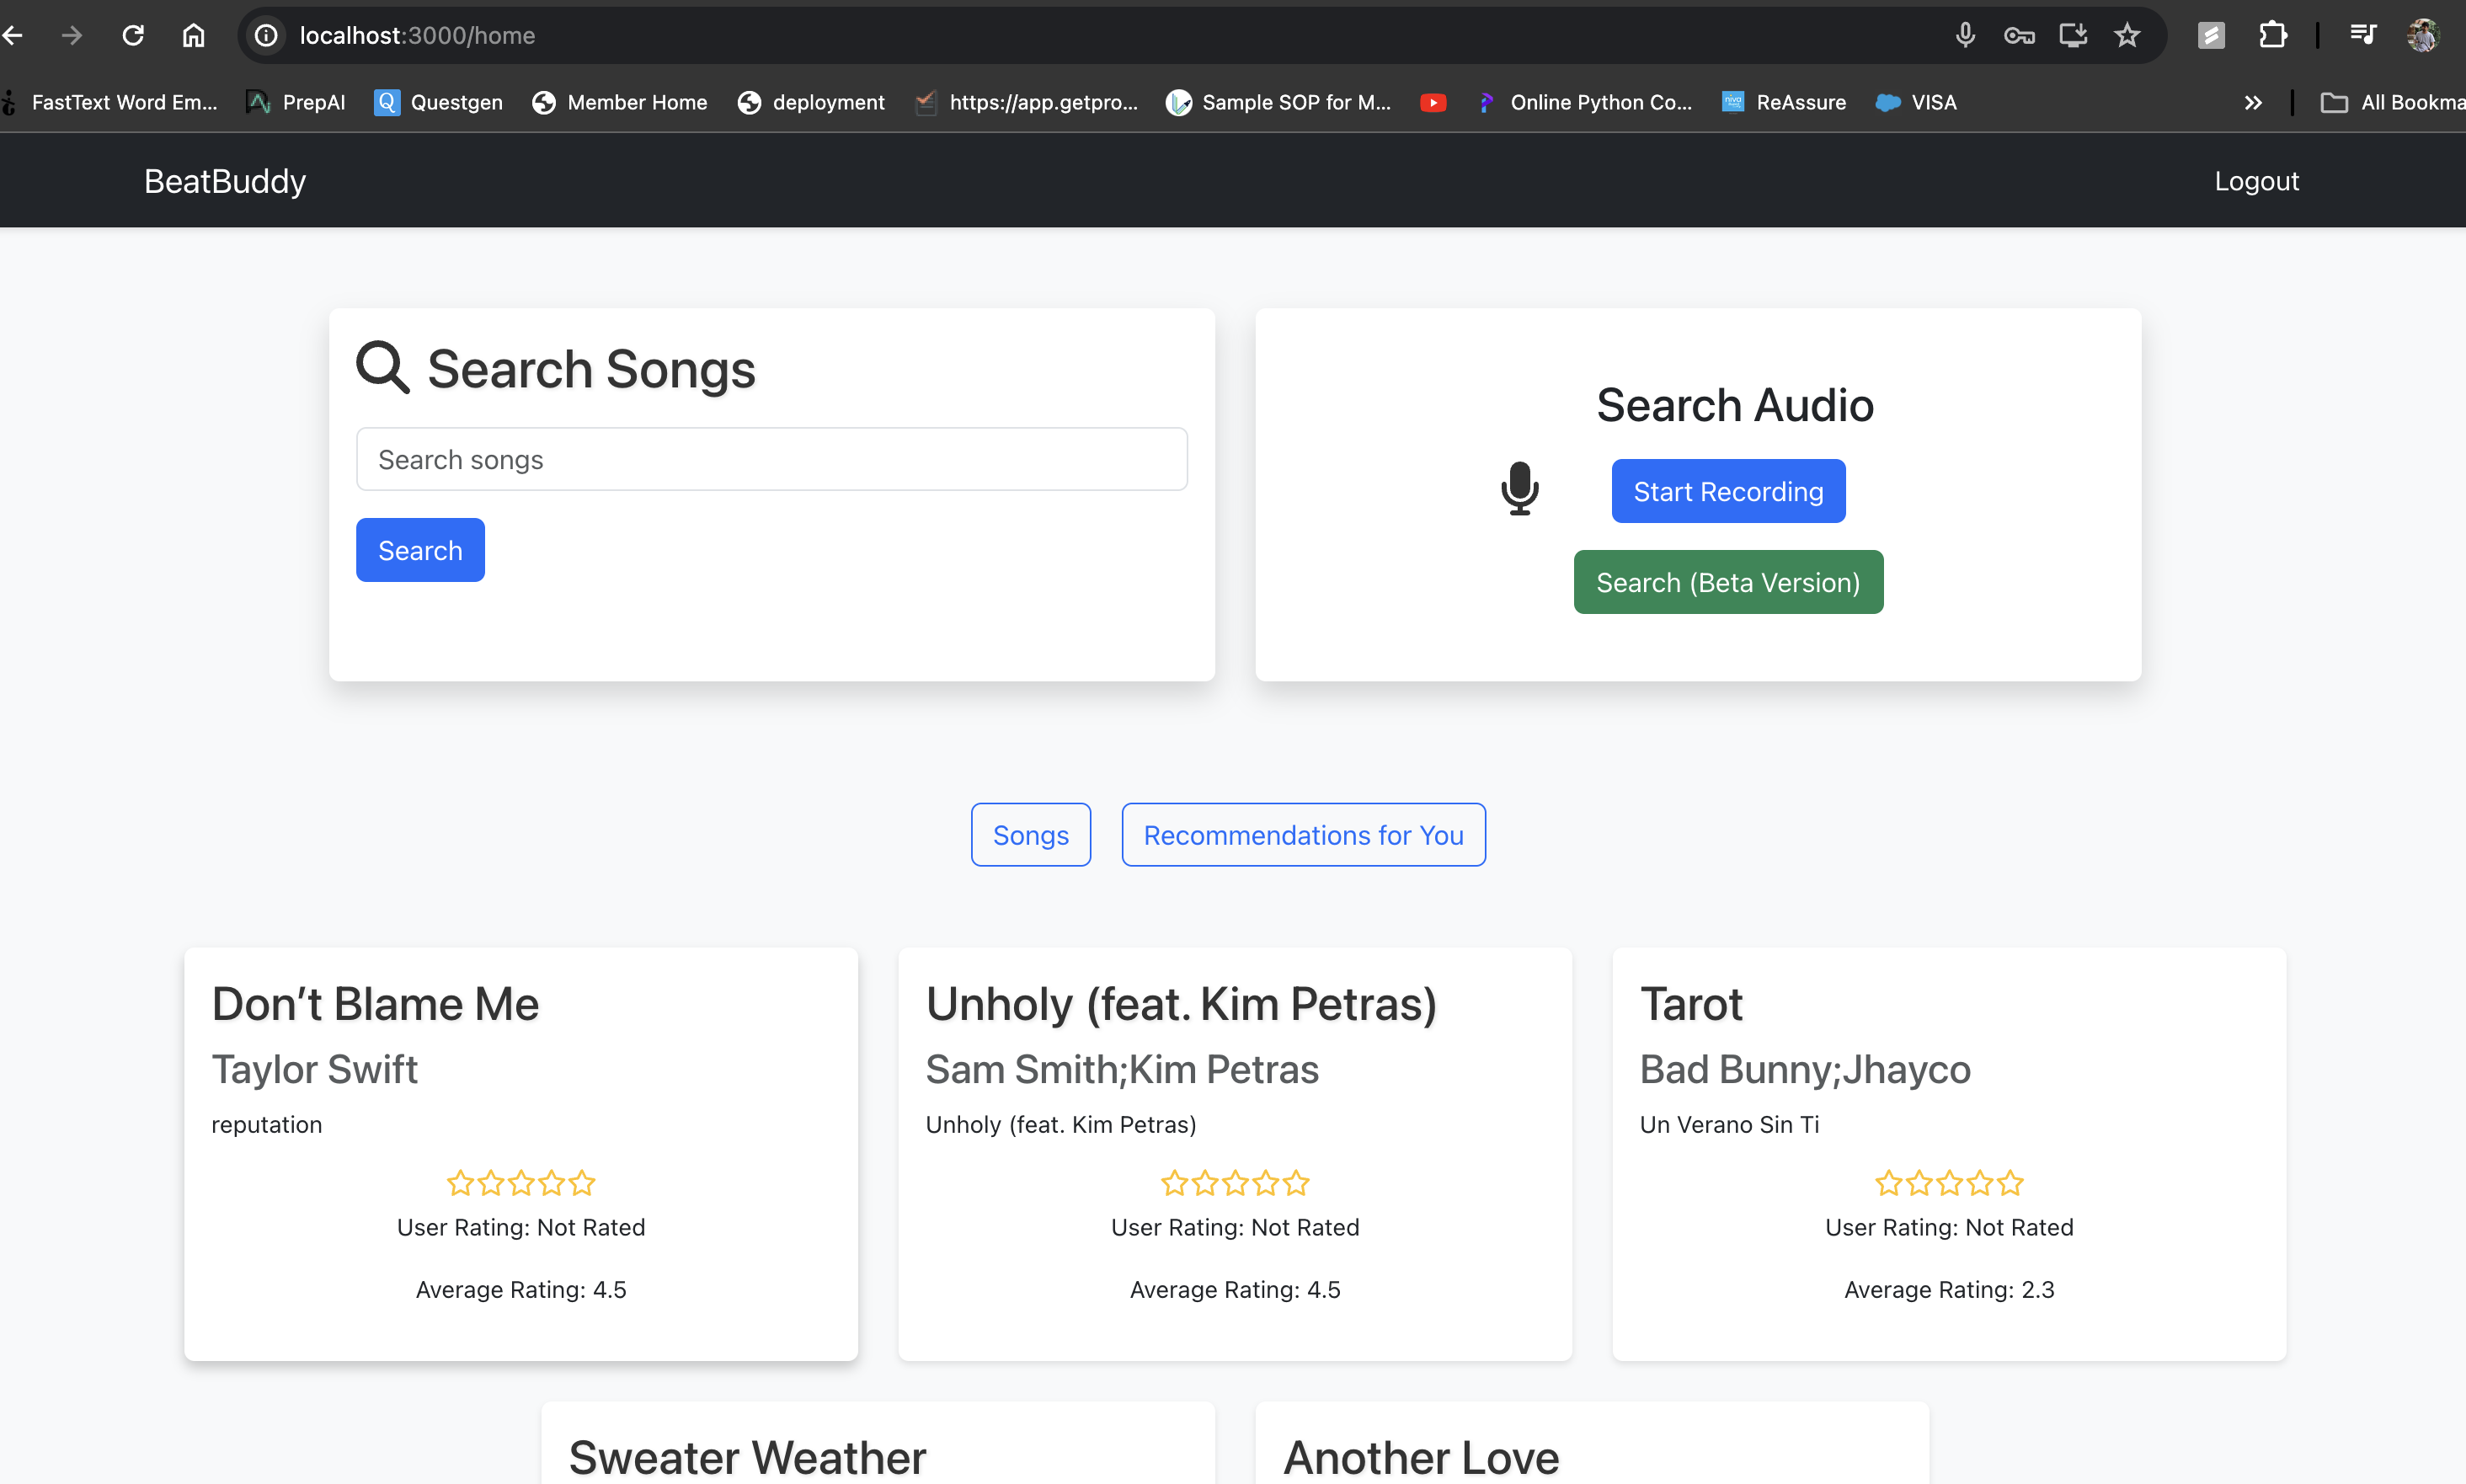 localhost:3000/home
FastText Word Em...
PrepAI
Questgen
Member Home
deployment
https://app.getpro...
Sample SOP for M...
Online Python Co...
ReAssure
VISA
All Bookma
BeatBuddy
Logout
Search Songs
Search songs
Search
Search Audio
Start Recording
Search (Beta Version)
Songs
Recommendations for You
Don’t Blame Me
Taylor Swift
reputation
User Rating: Not Rated
Average Rating: 4.5
Unholy (feat. Kim Petras)
Sam Smith;Kim Petras
Unholy (feat. Kim Petras)
User Rating: Not Rated
Average Rating: 4.5
Tarot
Bad Bunny;Jhayco
Un Verano Sin Ti
User Rating: Not Rated
Average Rating: 2.3
Sweater Weather
Another Love